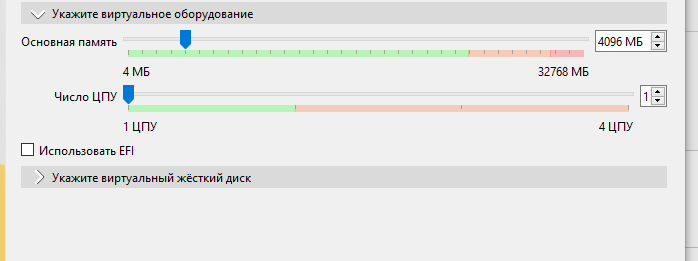 Укажите виртуальное оборудование
Основная память 4096 МБ
4 МБ 32768 МБ
Число ЦПУ 1
1 ЦПУ 4 ЦПУ
Использовать EFI
Укажите виртуальный жёсткий диск